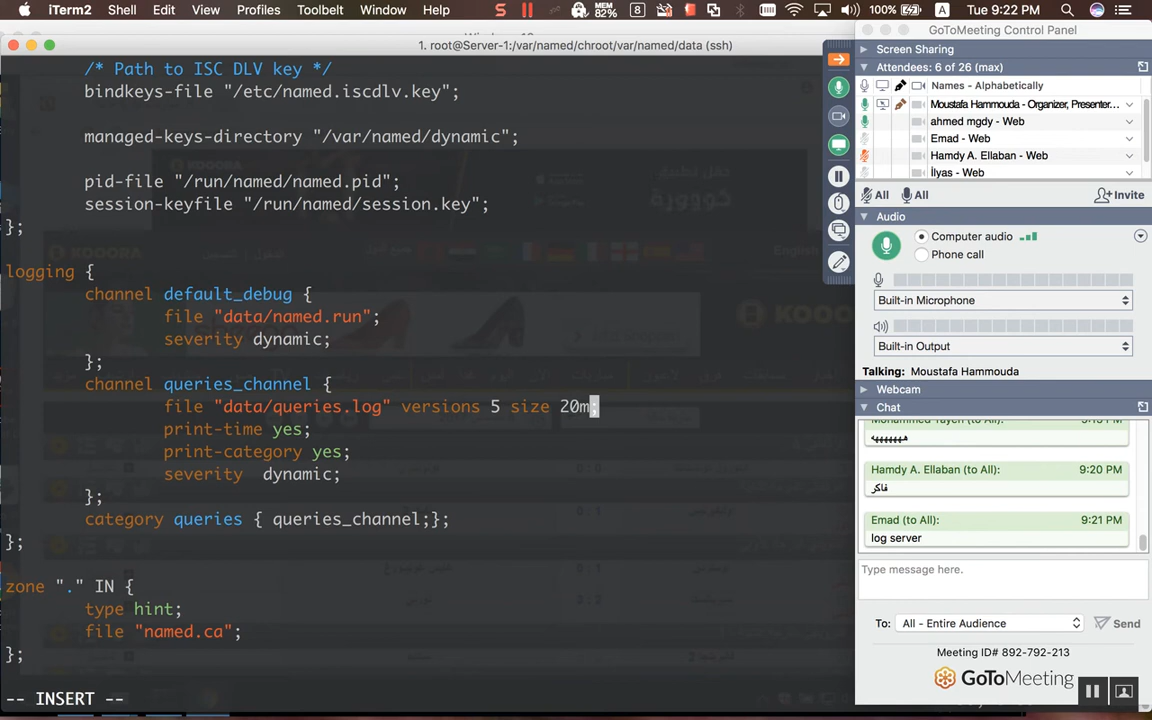 iTerm2 Shell Edit View Profiles Toolbelt Window Help MEM 82% 8 100% A Tue 9:22 PM
1. root@Server-1:/var/named/chroot/var/named/data (ssh)
/* Path to ISC DLV key */
bindkeys-file "/etc/named.iscdlv.key";
managed-keys-directory "/var/named/dynamic";
pid-file "/run/named/named.pid";
session-keyfile "/run/named/session.key";
};
logging {
channel default_debug {
file "data/named.run";
severity dynamic;
};
channel queries_channel {
file "data/queries.log" versions 5 size 20m;
print-time yes;
print-category yes;
severity  dynamic;
};
category queries { queries_channel;};
};
zone "." IN {
type hint;
file "named.ca";
};
-- INSERT --
KOOORA
English
GoToMeeting Control Panel
Screen Sharing
Attendees: 6 of 26 (max)
Names - Alphabetically
Moustafa Hammouda - Organizer, Presenter...
ahmed mgdy - Web
Emad - Web
Hamdy A. Ellaban - Web
İlyas - Web
All All Invite
Audio
Computer audio
Phone call
Built-in Microphone
Built-in Output
Talking: Moustafa Hammouda
Webcam
Chat
Hamdy A. Ellaban (to All): 9:20 PM
فاكر
Emad (to All): 9:21 PM
log server
Type message here.
To: All - Entire Audience Send
Meeting ID# 892-792-213
GoToMeeting